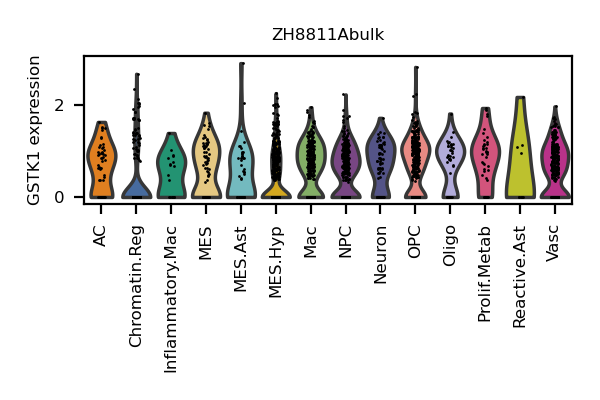 ZH8811Abulk
GSTK1 expression
2
0
AC
Chromatin.Reg
Inflammatory.Mac
MES
MES.Ast
MES.Hyp
Mac
NPC
Neuron
OPC
Oligo
Prolif.Metab
Reactive.Ast
Vasc